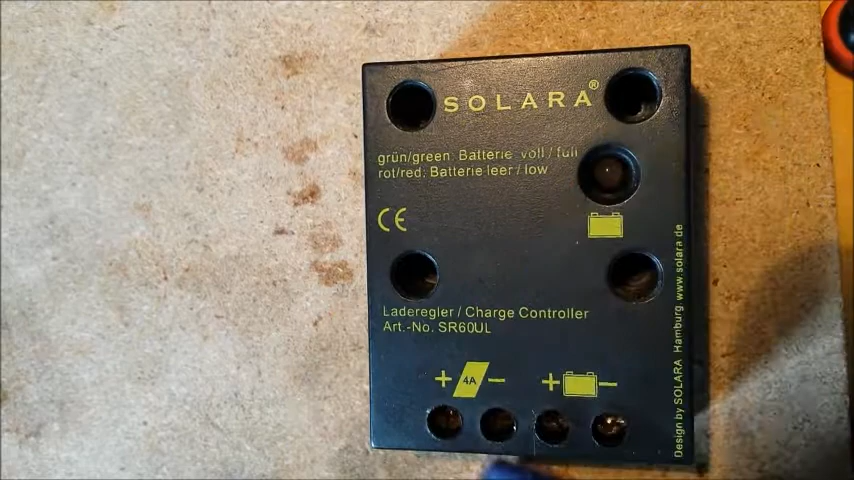 SOLARA®
grün/green: Batterie voll / full
rot/red: Batterie leer / low
CE
Laderegler / Charge Controller
Art.-No. SR60UL
+ 4A − + −
Design by SOLARA Hamburg www.solara.de